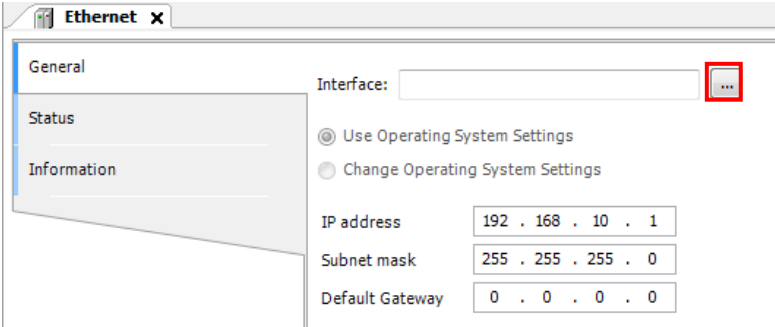 Ethernet x
General
Interface: ...
Status
Use Operating System Settings
Information
Change Operating System Settings
IP address 192 . 168 . 10 . 1
Subnet mask 255 . 255 . 255 . 0
Default Gateway 0 . 0 . 0 . 0